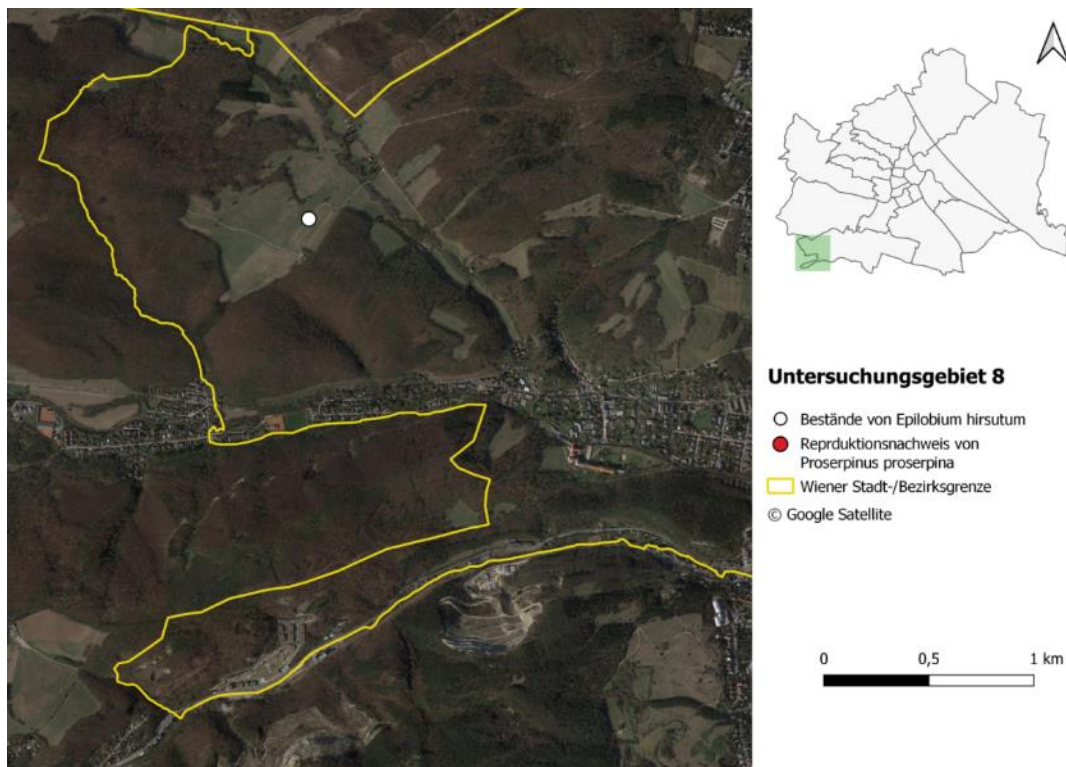 Untersuchungsgebiet 8
Bestände von Epilobium hirsutum
Reprduktionsnachweis von
Proserpinus proserpina
Wiener Stadt-/Bezirksgrenze
© Google Satellite
0 0,5 1 km